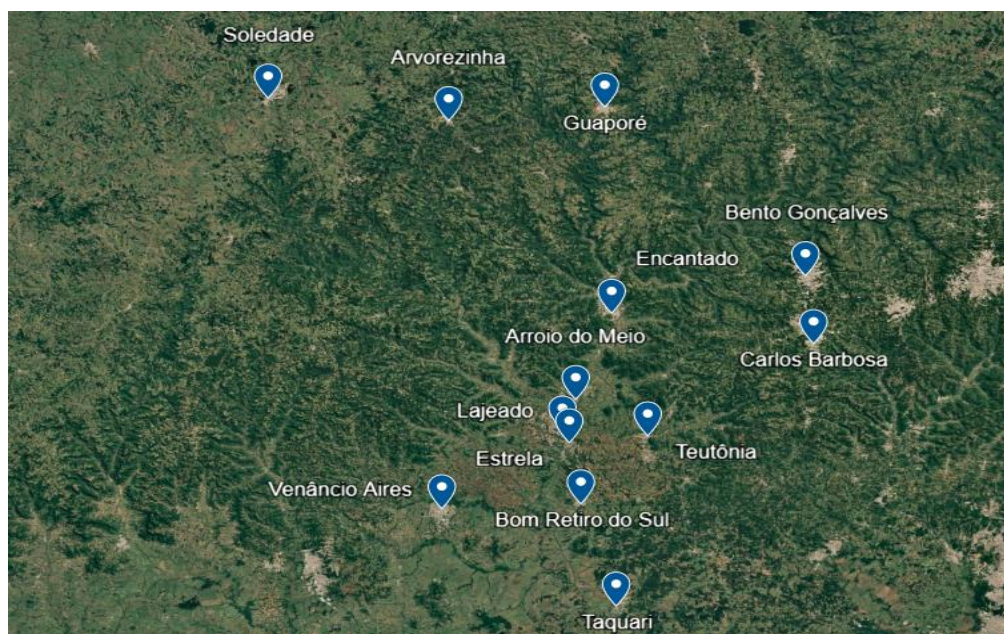 Soledade
Arvorezinha
Guaporé
Bento Gonçalves
Encantado
Arroio do Meio
Carlos Barbosa
Lajeado
Teutônia
Estrela
Venâncio Aires
Bom Retiro do Sul
Taquari